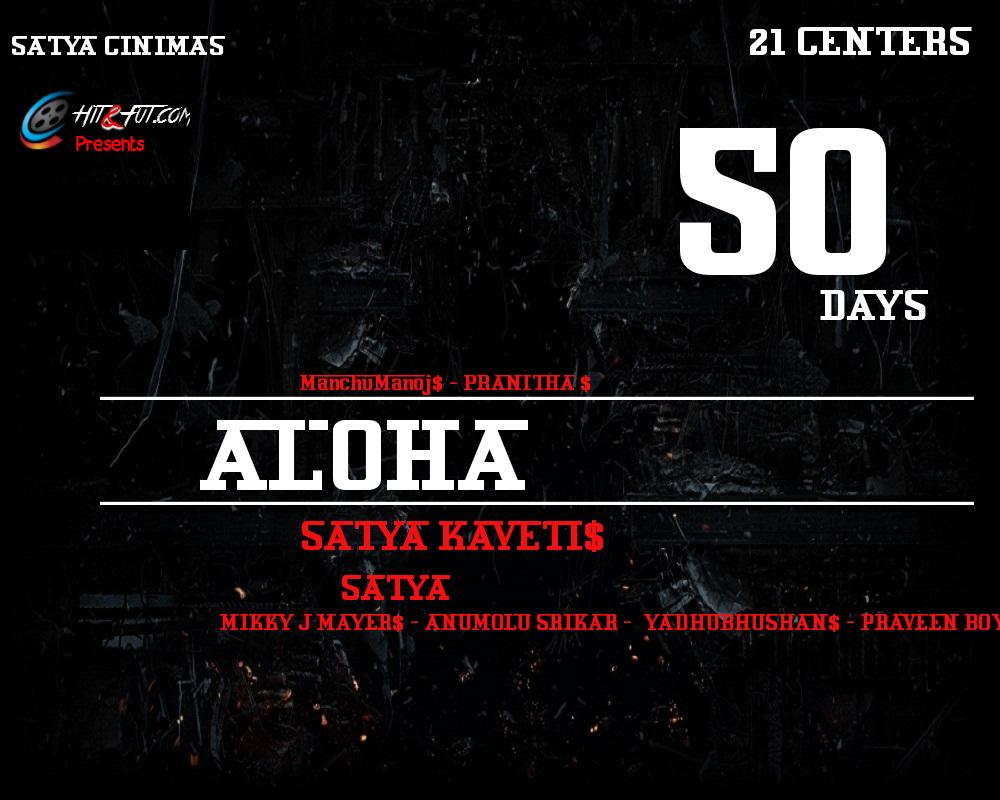 SATYA CINIMAS
21 CENTERS
HIT&FUT.COM
Presents
50
DAYS
ManchuManoj$ - PRANITHA $
ALOHA
SATYA KAVETI$
SATYA
MIKKY J MAYER$ - ANUMOLU SRIKAR - YADHUBHUSHAN$ - PRAVEEN BOY